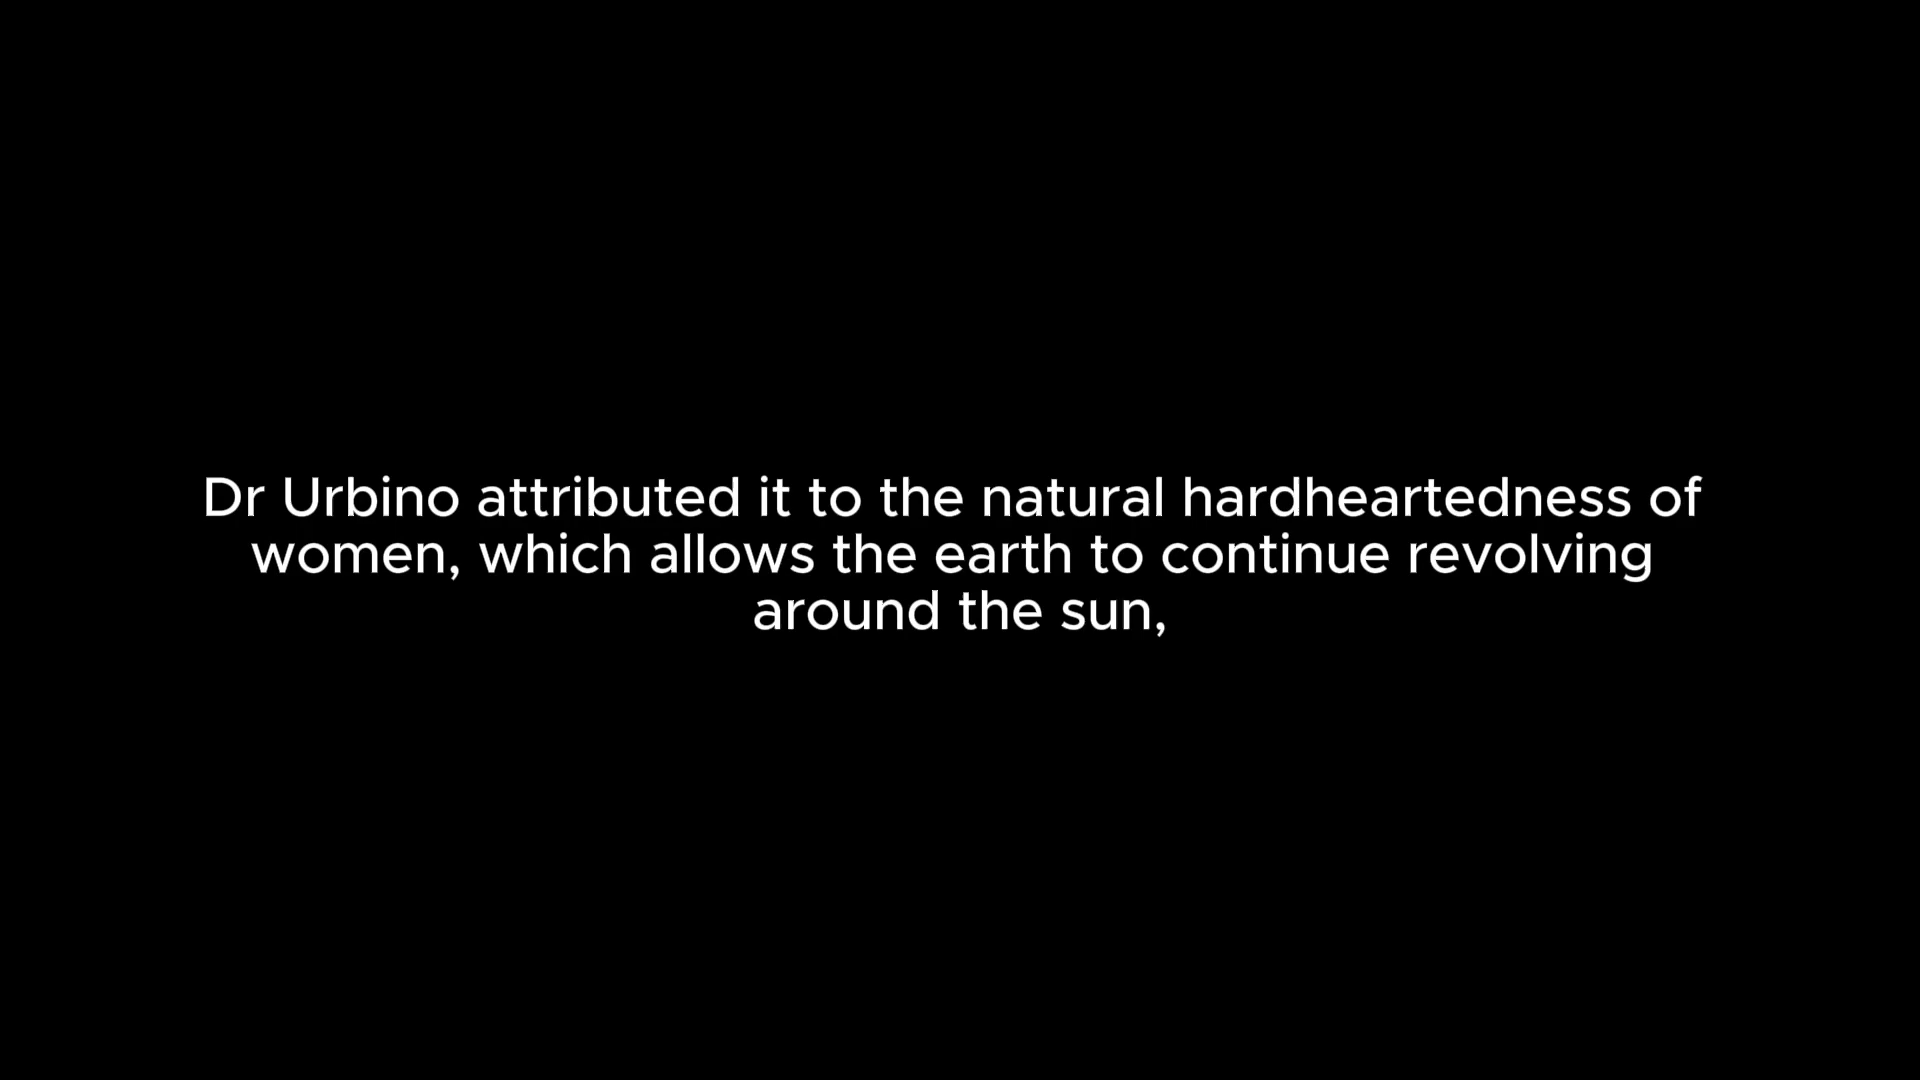 Dr Urbino attributed it to the natural hardheartedness of
women, which allows the earth to continue revolving
around the sun,